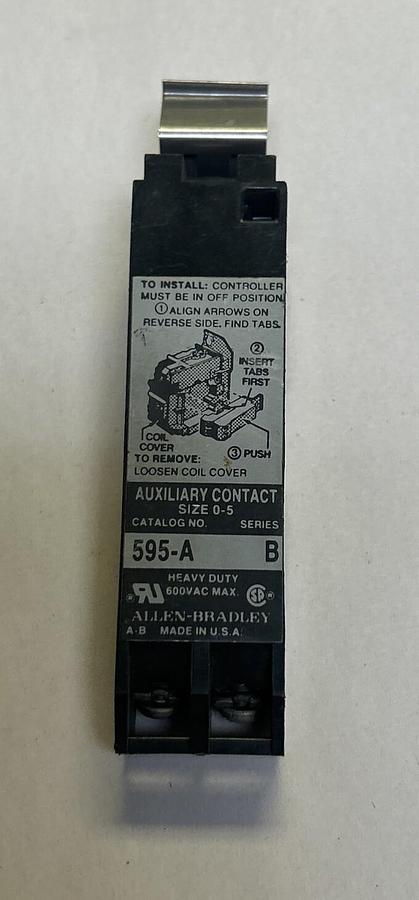 TO INSTALL: CONTROLLER
MUST BE IN OFF POSITION
① ALIGN ARROWS ON
REVERSE SIDE. FIND TABS.
②
INSERT
TABS
FIRST
COIL
COVER
③ PUSH
TO REMOVE:
LOOSEN COIL COVER
AUXILIARY CONTACT
SIZE 0-5
CATALOG NO. SERIES
595-A B
HEAVY DUTY
600VAC MAX.
ALLEN-BRADLEY
A-B MADE IN U.S.A.